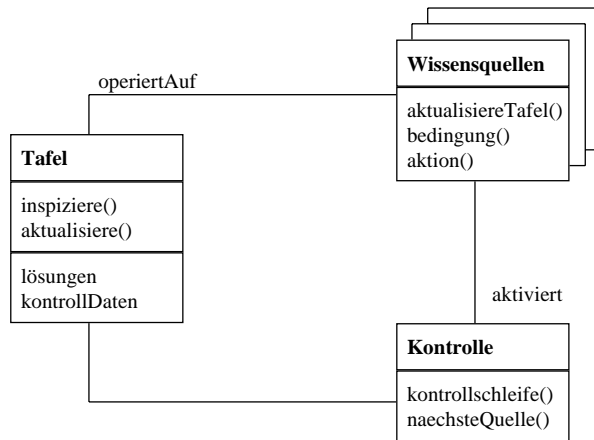 Wissensquellen
operiertAuf
aktualisiereTafel()
bedingung()
aktion()
Tafel
inspiziere()
aktualisiere()
lösungen
kontrollDaten
aktiviert
Kontrolle
kontrollschleife()
naechsteQuelle()